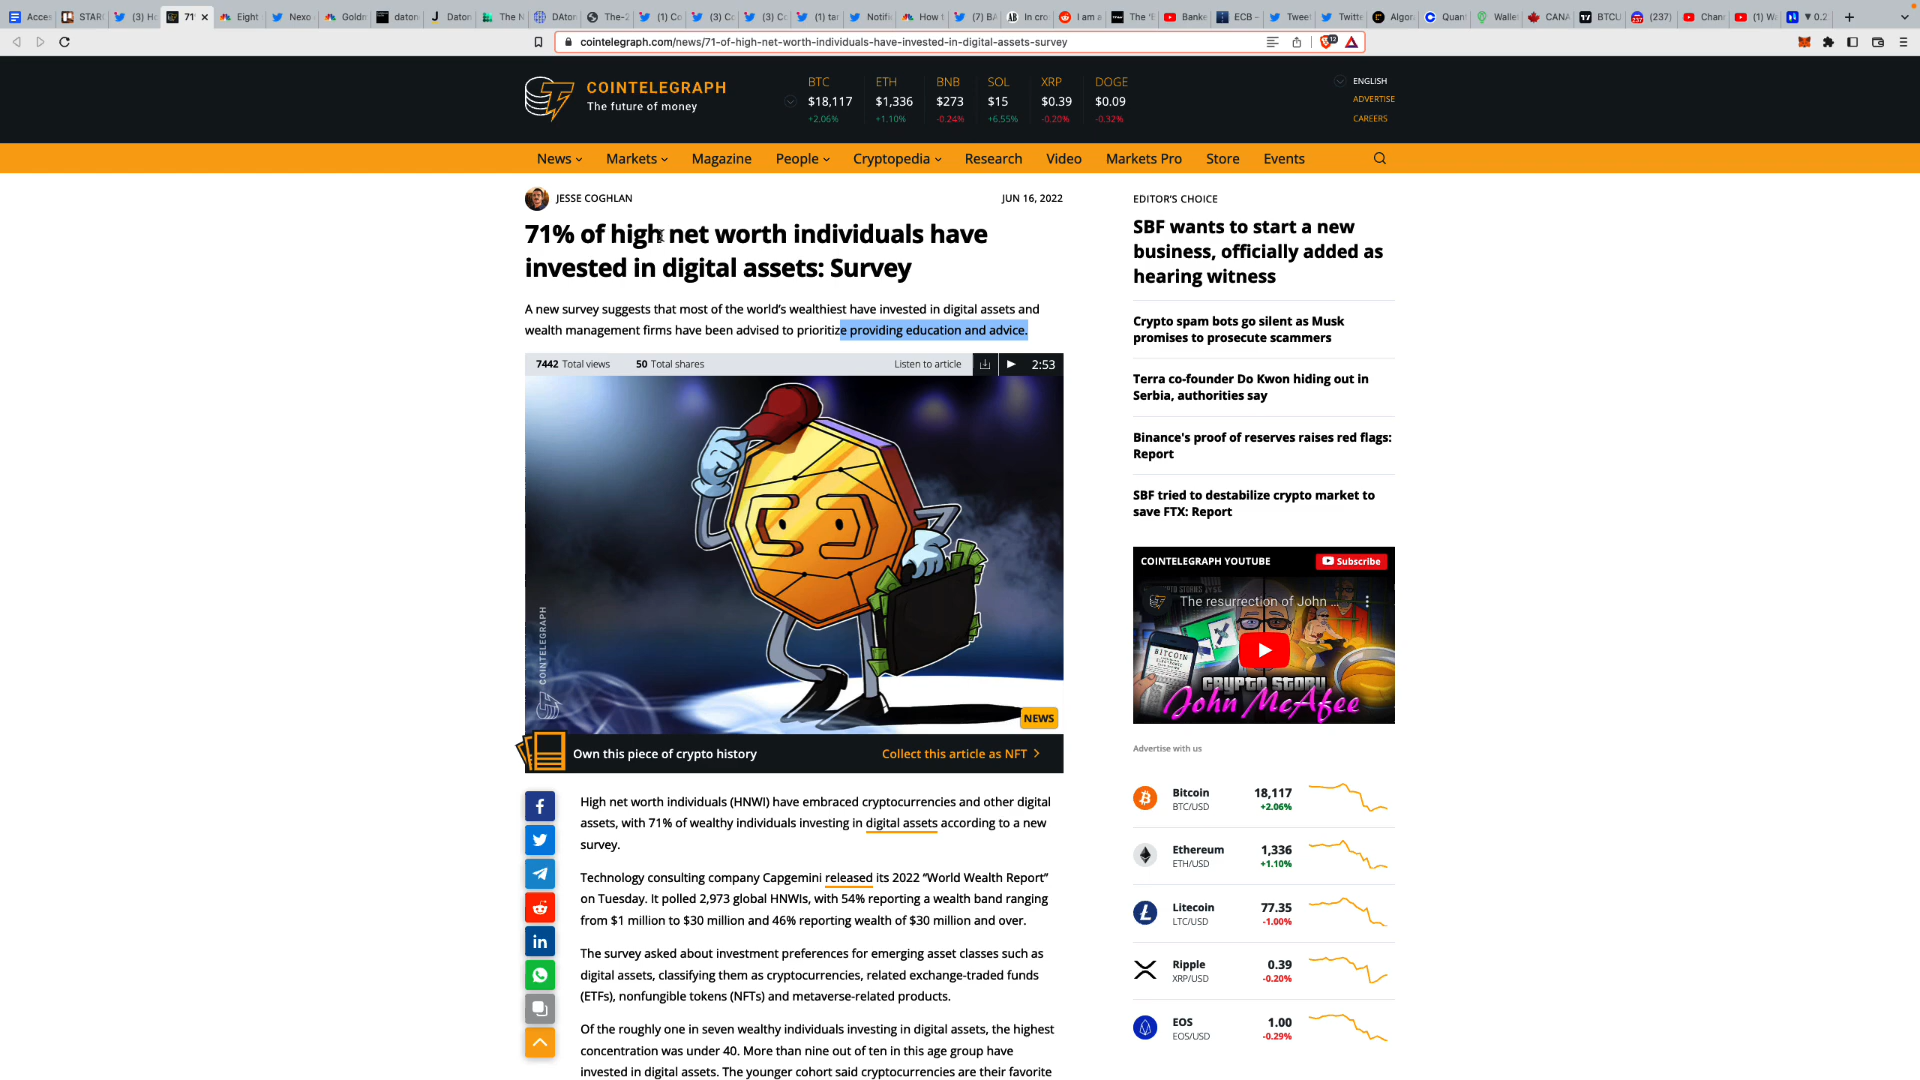 Acces
STAR
(3) Ho
71
Eight
Nexo
Goldm
daton
Daton
The N
DAton
The-2
(1) Co
(3) Co
(3) Co
(1) tar
Notifi
How t
(7) BA
In cro
I am a
The 'E
Banke
ECB –
Tweet
Twitte
Algor
Quan
Walle
CANA
BTCU
(237)
Chan
(1) W
▼ 0.2
cointelegraph.com/news/71-of-high-net-worth-individuals-have-invested-in-digital-assets-survey
12
COINTELEGRAPH
The future of money
BTC ETH BNB SOL XRP DOGE
$18,117 $1,336 $273 $15 $0.39 $0.09
+2.06% +1.10% -0.24% +6.55% -0.20% -0.32%
ENGLISH
ADVERTISE
CAREERS
News Markets Magazine People Cryptopedia Research Video Markets Pro Store Events
JESSE COGHLAN
JUN 16, 2022
71% of high net worth individuals have
invested in digital assets: Survey
A new survey suggests that most of the world's wealthiest have invested in digital assets and
wealth management firms have been advised to prioritize providing education and advice.
7442 Total views 50 Total shares Listen to article 2:53
COINTELEGRAPH
NEWS
Own this piece of crypto history Collect this article as NFT >
High net worth individuals (HNWI) have embraced cryptocurrencies and other digital
assets, with 71% of wealthy individuals investing in digital assets according to a new
survey.
Technology consulting company Capgemini released its 2022 "World Wealth Report"
on Tuesday. It polled 2,973 global HNWIs, with 54% reporting a wealth band ranging
from $1 million to $30 million and 46% reporting wealth of $30 million and over.
The survey asked about investment preferences for emerging asset classes such as
digital assets, classifying them as cryptocurrencies, related exchange-traded funds
(ETFs), nonfungible tokens (NFTs) and metaverse-related products.
Of the roughly one in seven wealthy individuals investing in digital assets, the highest
concentration was under 40. More than nine out of ten in this age group have
invested in digital assets. The younger cohort said cryptocurrencies are their favorite
EDITOR'S CHOICE
SBF wants to start a new
business, officially added as
hearing witness
Crypto spam bots go silent as Musk
promises to prosecute scammers
Terra co-founder Do Kwon hiding out in
Serbia, authorities say
Binance's proof of reserves raises red flags:
Report
SBF tried to destabilize crypto market to
save FTX: Report
COINTELEGRAPH YOUTUBE
Subscribe
The resurrection of John ...
BITCOIN
CRYPTO STORY
John McAfee
Advertise with us
Bitcoin 18,117
BTC/USD +2.06%
Ethereum 1,336
ETH/USD +1.10%
Litecoin 77.35
LTC/USD -1.00%
Ripple 0.39
XRP/USD -0.20%
EOS 1.00
EOS/USD -0.29%